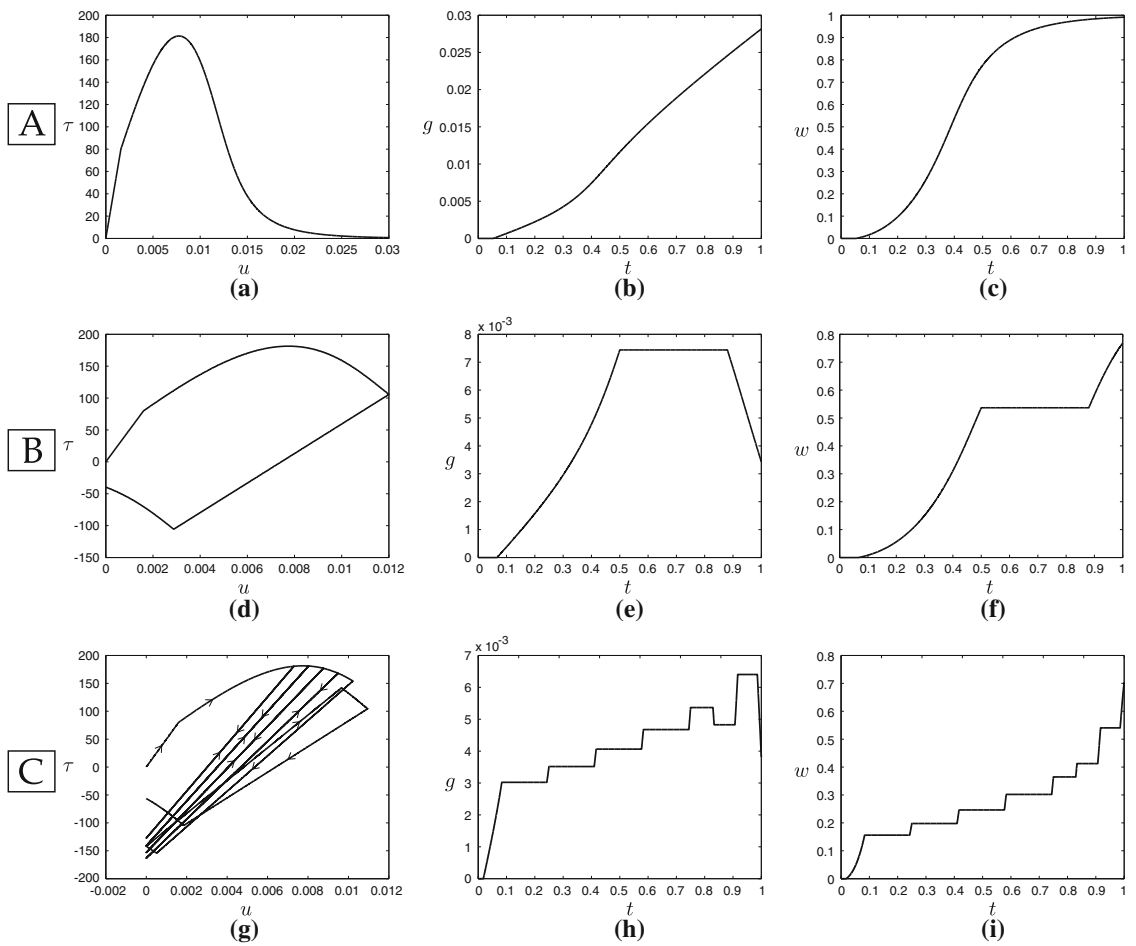 A
τ
200
180
160
140
120
100
80
60
40
20
0
0 0.005 0.010 0.015 0.020 0.025 0.03
u
(a)
g
0.03
0.025
0.02
0.015
0.01
0.005
0
0 0.1 0.2 0.3 0.4 0.5 0.6 0.7 0.8 0.9 1
t
(b)
w
1
0.9
0.8
0.7
0.6
0.5
0.4
0.3
0.2
0.1
0
0 0.1 0.2 0.3 0.4 0.5 0.6 0.7 0.8 0.9 1
t
(c)
B
τ
200
150
100
50
0
-50
-100
-150
0 0.002 0.004 0.006 0.008 0.010 0.012
u
(d)
x 10⁻³
g
8
7
6
5
4
3
2
1
0
0 0.1 0.2 0.3 0.4 0.5 0.6 0.7 0.8 0.9 1
t
(e)
w
0.8
0.7
0.6
0.5
0.4
0.3
0.2
0.1
0
0 0.1 0.2 0.3 0.4 0.5 0.6 0.7 0.8 0.9 1
t
(f)
C
τ
200
150
100
50
0
-50
-100
-150
-200
-0.002 0 0.002 0.004 0.006 0.008 0.010 0.012
u
(g)
x 10⁻³
g
7
6
5
4
3
2
1
0
0 0.1 0.2 0.3 0.4 0.5 0.6 0.7 0.8 0.9 1
t
(h)
w
0.8
0.7
0.6
0.5
0.4
0.3
0.2
0.1
0
0 0.1 0.2 0.3 0.4 0.5 0.6 0.7 0.8 0.9 1
t
(i)